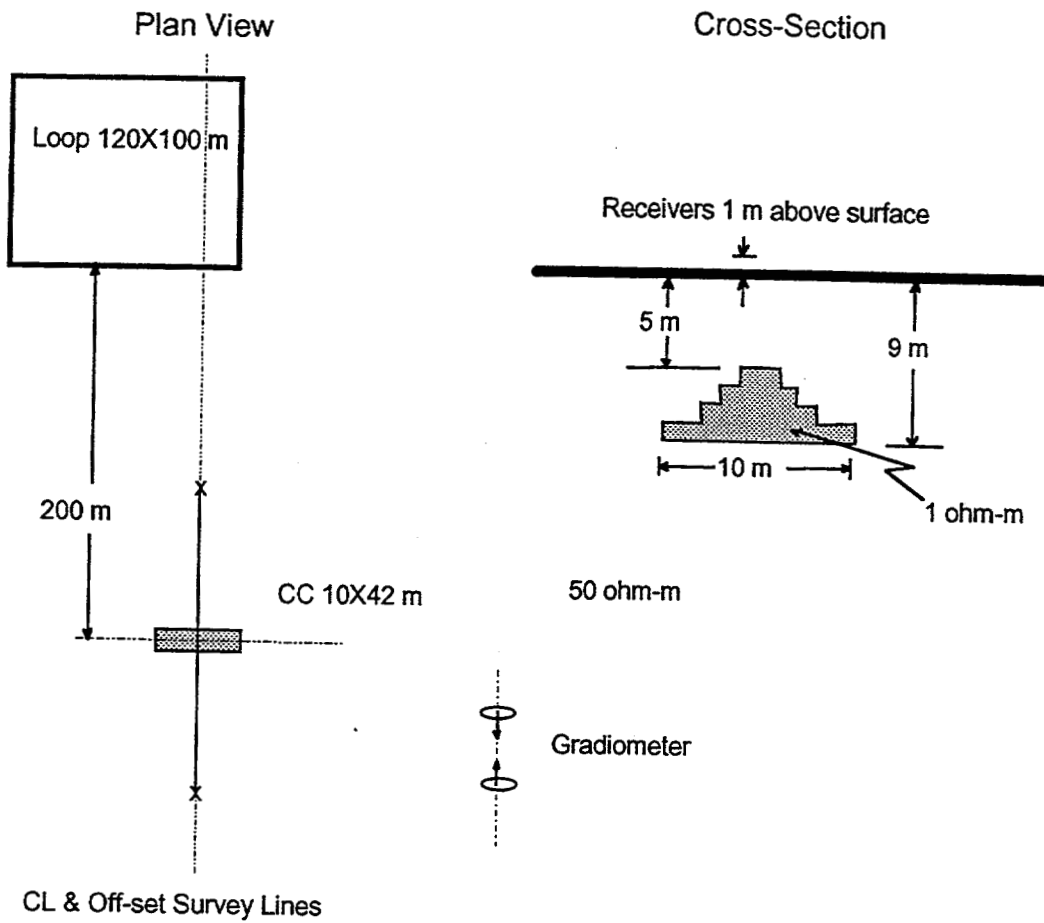 Plan View
Cross-Section
Loop 120X100 m
Receivers 1 m above surface
5 m
9 m
10 m
200 m
1 ohm-m
CC 10X42 m
50 ohm-m
x
x
Gradiometer
CL & Off-set Survey Lines